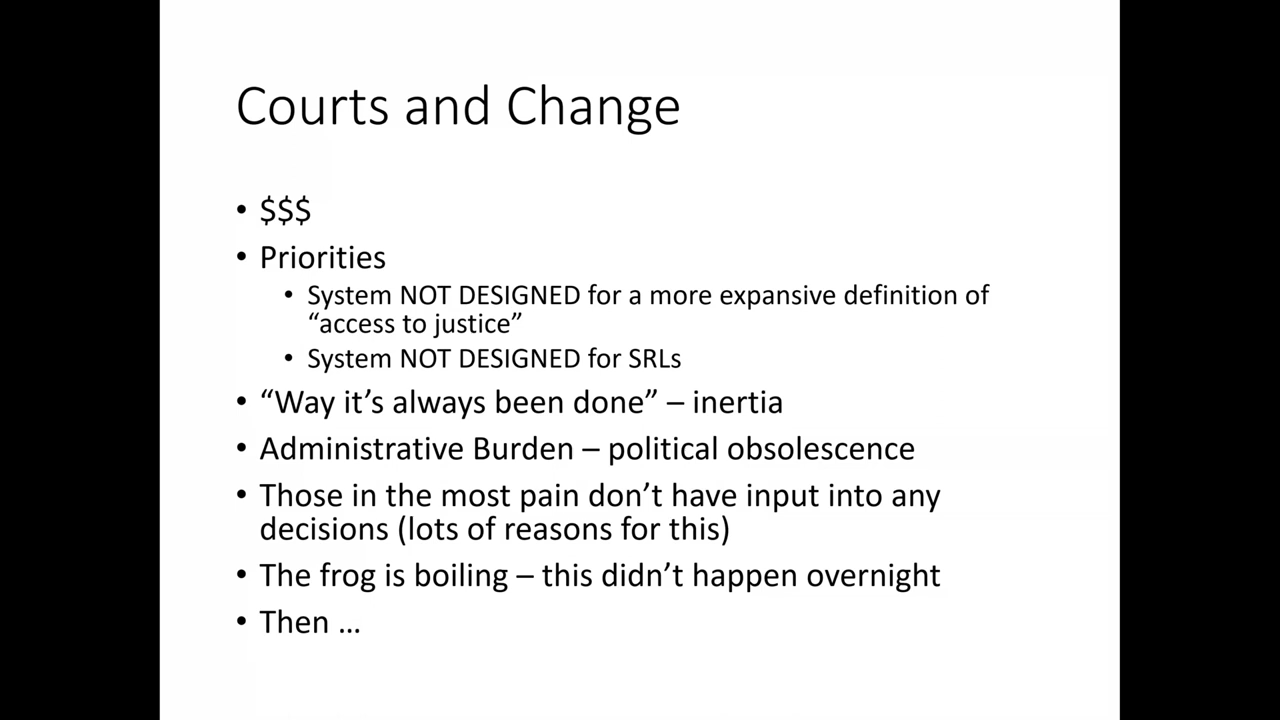 Courts and Change
• $$$
• Priorities
• System NOT DESIGNED for a more expansive definition of
“access to justice”
• System NOT DESIGNED for SRLs
• “Way it’s always been done” – inertia
• Administrative Burden – political obsolescence
• Those in the most pain don’t have input into any
decisions (lots of reasons for this)
• The frog is boiling – this didn’t happen overnight
• Then …